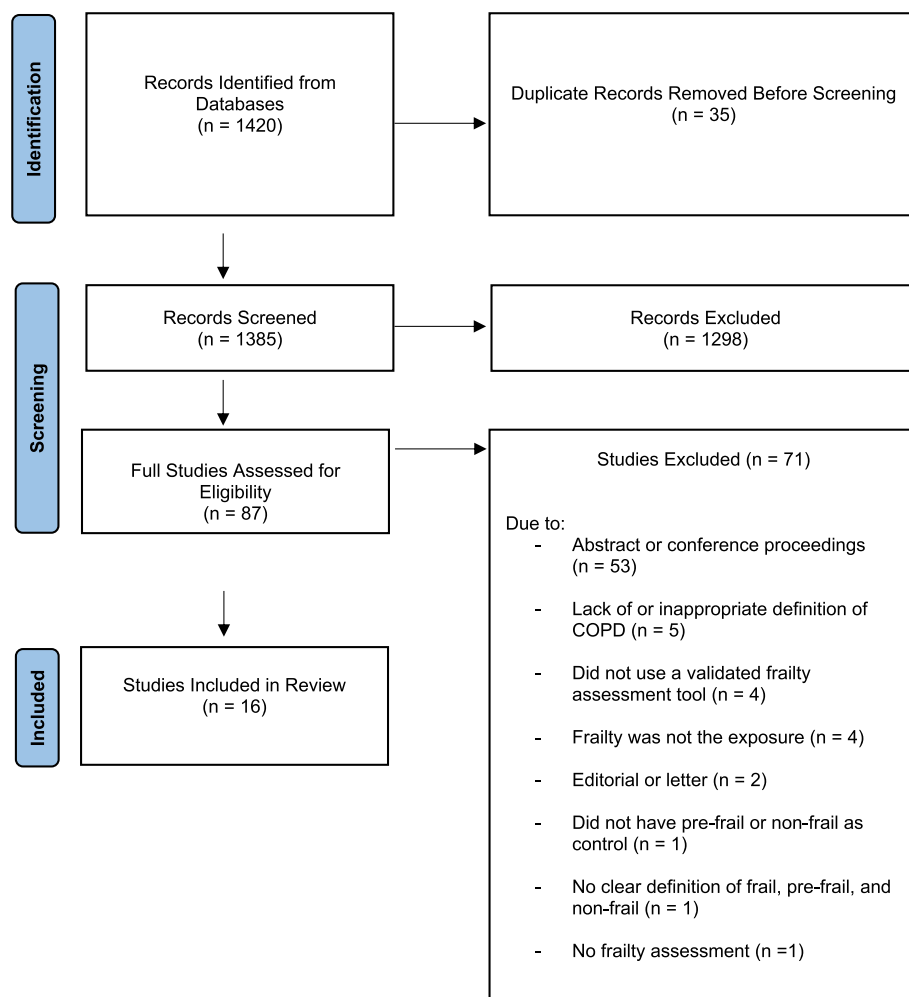 Identification
Records Identified from
Databases
(n = 1420)
Duplicate Records Removed Before Screening
(n = 35)
Screening
Records Screened
(n = 1385)
Records Excluded
(n = 1298)
Full Studies Assessed for
Eligibility
(n = 87)
Studies Excluded (n = 71)
Due to:
- Abstract or conference proceedings
(n = 53)
- Lack of or inappropriate definition of
COPD (n = 5)
- Did not use a validated frailty
assessment tool (n = 4)
- Frailty was not the exposure (n = 4)
- Editorial or letter (n = 2)
- Did not have pre-frail or non-frail as
control (n = 1)
- No clear definition of frail, pre-frail, and
non-frail (n = 1)
- No frailty assessment (n =1)
Included
Studies Included in Review
(n = 16)